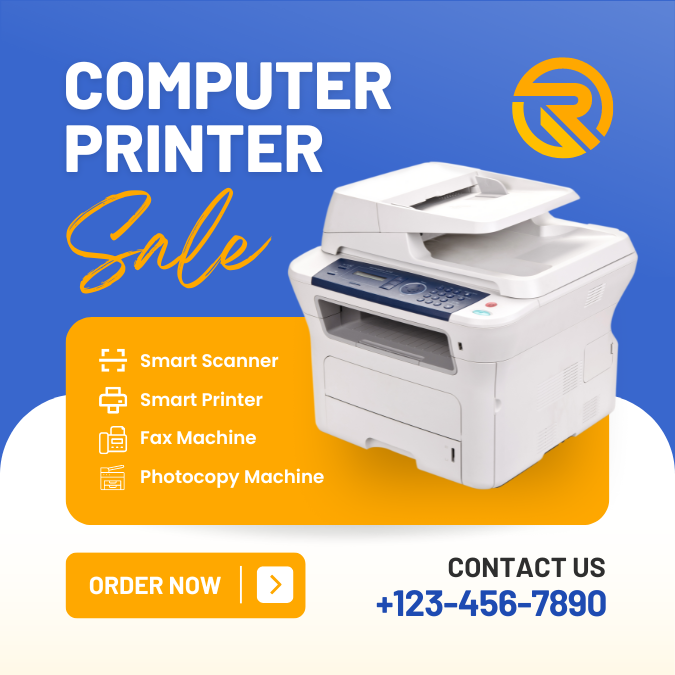 COMPUTER
PRINTER
Sale
Smart Scanner
Smart Printer
Fax Machine
Photocopy Machine
ORDER NOW
CONTACT US
+123-456-7890